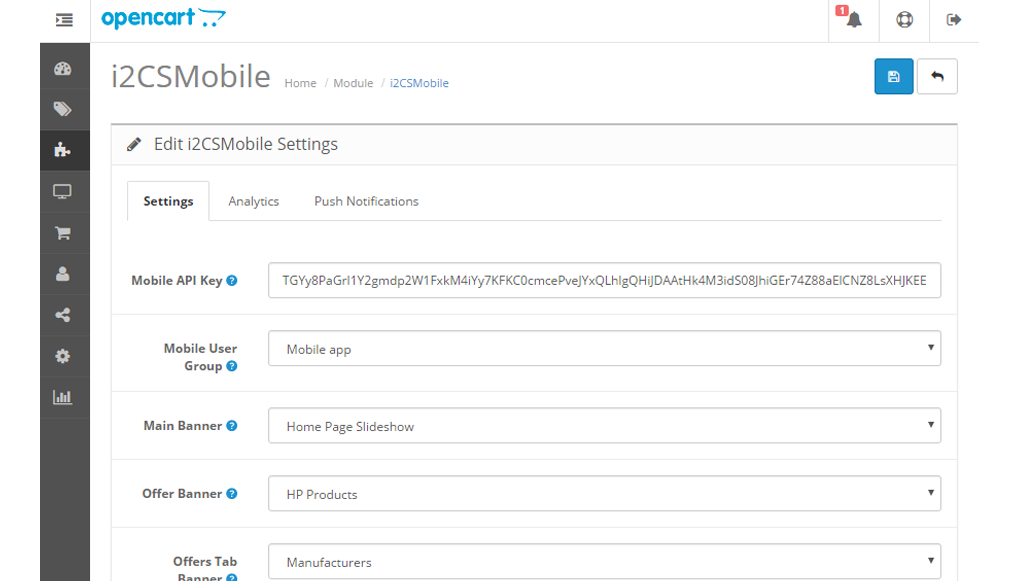 opencart
1
i2CSMobile
Home / Module / i2CSMobile
Edit i2CSMobile Settings
Settings Analytics Push Notifications
Mobile API Key ?
TGYy8PaGrI1Y2gmdp2W1FxkM4iYy7KFKC0cmcePveJYxQLhIgQHiJDAAtHk4M3idS08JhiGEr74Z88aEICNZ8LsXHJKEE
Mobile User
Group ?
Mobile app
Main Banner ?
Home Page Slideshow
Offer Banner ?
HP Products
Offers Tab
Banner ?
Manufacturers